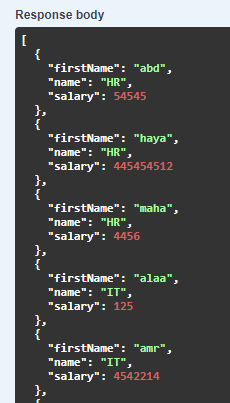 Response body
[
  {
    "firstName": "abd",
    "name": "HR",
    "salary": 54545
  },
  {
    "firstName": "haya",
    "name": "HR",
    "salary": 445454512
  },
  {
    "firstName": "maha",
    "name": "HR",
    "salary": 4456
  },
  {
    "firstName": "alaa",
    "name": "IT",
    "salary": 125
  },
  {
    "firstName": "amr",
    "name": "IT",
    "salary": 4542214
  },